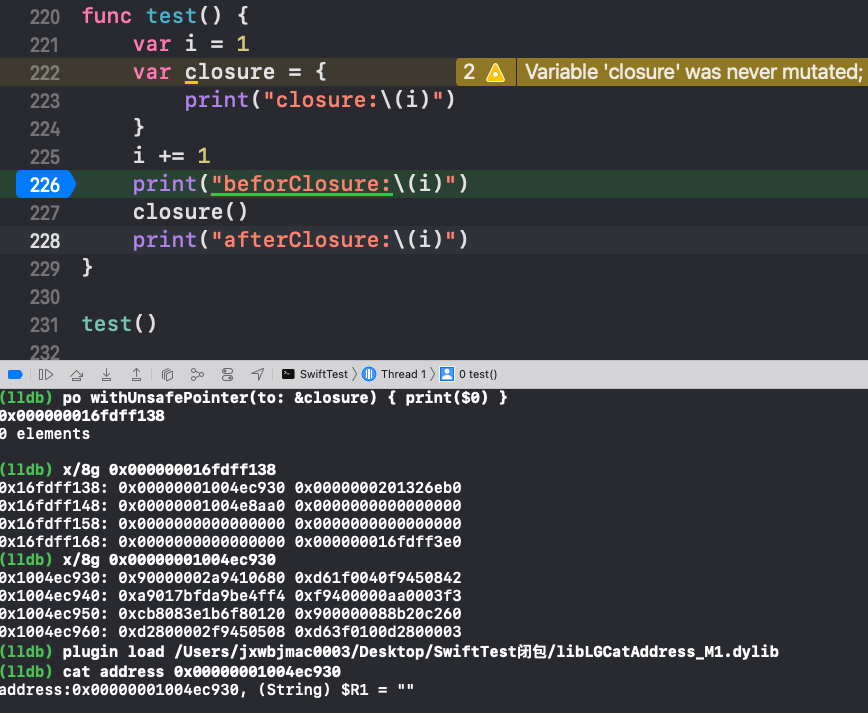 220 func test() {
221 var i = 1
222 var closure = { 2 Variable 'closure' was never mutated;
223 print("closure:\(i)")
224 }
225 i += 1
226 print("beforClosure:\(i)")
227 closure()
228 print("afterClosure:\(i)")
229 }
230
231 test()
232
SwiftTest Thread 1 0 test()
(lldb) po withUnsafePointer(to: &closure) { print($0) }
0x000000016fdff138
0 elements
(lldb) x/8g 0x000000016fdff138
0x16fdff138: 0x00000001004ec930 0x0000000201326eb0
0x16fdff148: 0x00000001004e8aa0 0x0000000000000000
0x16fdff158: 0x0000000000000000 0x0000000000000000
0x16fdff168: 0x0000000000000000 0x000000016fdff3e0
(lldb) x/8g 0x00000001004ec930
0x1004ec930: 0x90000002a9410680 0xd61f0040f9450842
0x1004ec940: 0xa9017bfda9be4ff4 0xf9400000aa0003f3
0x1004ec950: 0xcb8083e1b6f80120 0x900000088b20c260
0x1004ec960: 0xd2800002f9450508 0xd63f0100d2800003
(lldb) plugin load /Users/jxwbjmac0003/Desktop/SwiftTest闭包/libLGCatAddress_M1.dylib
(lldb) cat address 0x00000001004ec930
address:0x00000001004ec930, (String) $R1 = ""